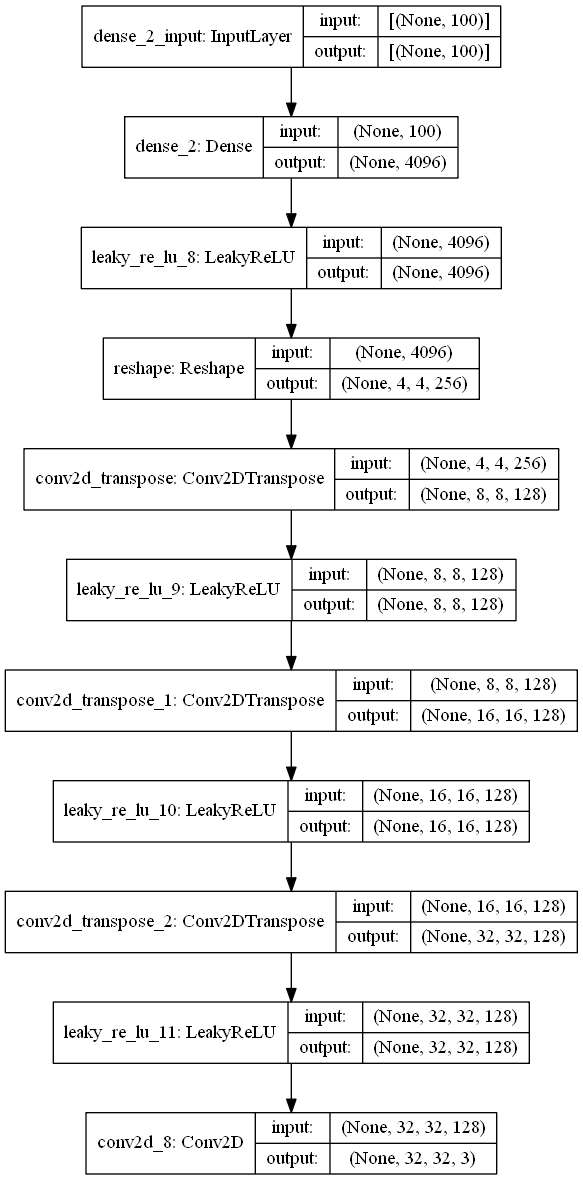 dense_2_input: InputLayer
input: [(None, 100)]
output: [(None, 100)]
dense_2: Dense
input: (None, 100)
output: (None, 4096)
leaky_re_lu_8: LeakyReLU
input: (None, 4096)
output: (None, 4096)
reshape: Reshape
input: (None, 4096)
output: (None, 4, 4, 256)
conv2d_transpose: Conv2DTranspose
input: (None, 4, 4, 256)
output: (None, 8, 8, 128)
leaky_re_lu_9: LeakyReLU
input: (None, 8, 8, 128)
output: (None, 8, 8, 128)
conv2d_transpose_1: Conv2DTranspose
input: (None, 8, 8, 128)
output: (None, 16, 16, 128)
leaky_re_lu_10: LeakyReLU
input: (None, 16, 16, 128)
output: (None, 16, 16, 128)
conv2d_transpose_2: Conv2DTranspose
input: (None, 16, 16, 128)
output: (None, 32, 32, 128)
leaky_re_lu_11: LeakyReLU
input: (None, 32, 32, 128)
output: (None, 32, 32, 128)
conv2d_8: Conv2D
input: (None, 32, 32, 128)
output: (None, 32, 32, 3)